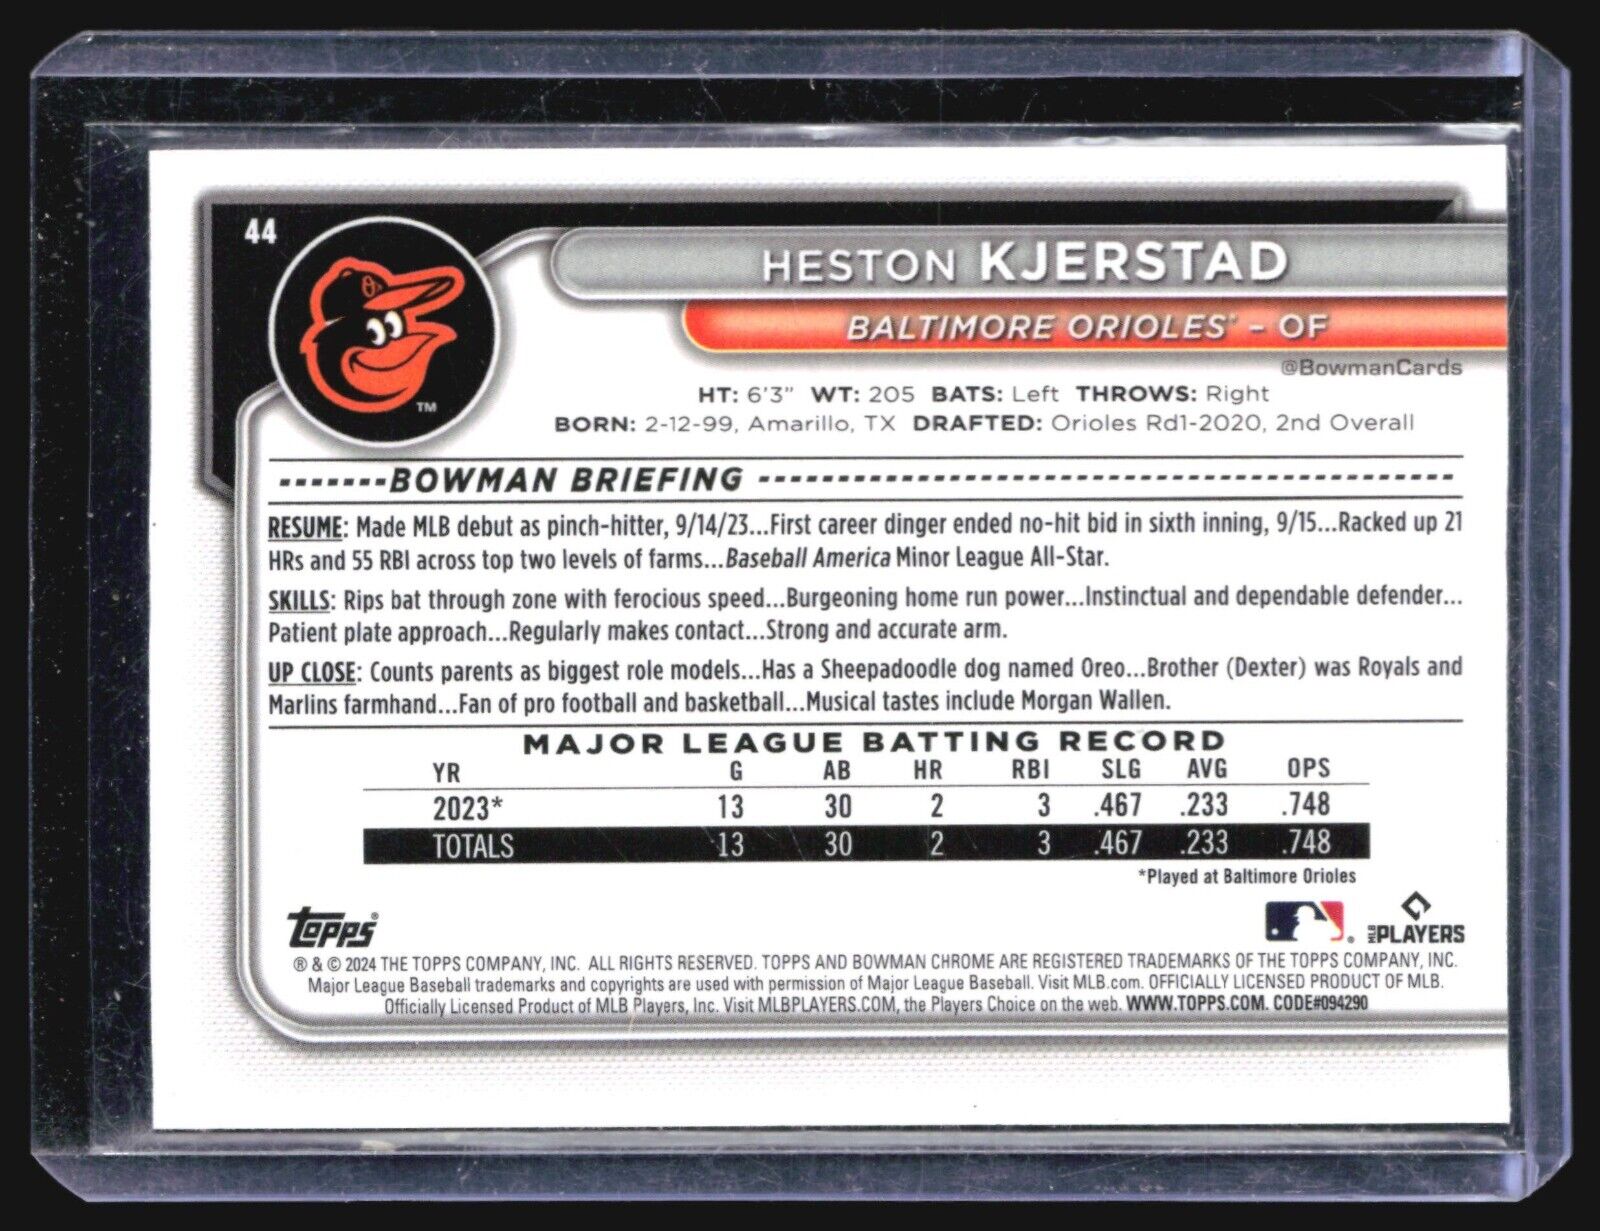 44
HESTON KJERSTAD
BALTIMORE ORIOLES® – OF
@BowmanCards
HT: 6'3" WT: 205 BATS: Left THROWS: Right
BORN: 2-12-99, Amarillo, TX DRAFTED: Orioles Rd1-2020, 2nd Overall
TM
BOWMAN BRIEFING
RESUME: Made MLB debut as pinch-hitter, 9/14/23...First career dinger ended no-hit bid in sixth inning, 9/15...Racked up 21
HRs and 55 RBI across top two levels of farms...Baseball America Minor League All-Star.
SKILLS: Rips bat through zone with ferocious speed...Burgeoning home run power...Instinctual and dependable defender...
Patient plate approach...Regularly makes contact...Strong and accurate arm.
UP CLOSE: Counts parents as biggest role models...Has a Sheepadoodle dog named Oreo...Brother (Dexter) was Royals and
Marlins farmhand...Fan of pro football and basketball...Musical tastes include Morgan Wallen.
MAJOR LEAGUE BATTING RECORD
YR G AB HR RBI SLG AVG OPS
2023* 13 30 2 3 .467 .233 .748
TOTALS 13 30 2 3 .467 .233 .748
*Played at Baltimore Orioles
Topps®
® MLB PLAYERS
® & © 2024 THE TOPPS COMPANY, INC. ALL RIGHTS RESERVED. TOPPS AND BOWMAN CHROME ARE REGISTERED TRADEMARKS OF THE TOPPS COMPANY, INC.
Major League Baseball trademarks and copyrights are used with permission of Major League Baseball. Visit MLB.com. OFFICIALLY LICENSED PRODUCT OF MLB.
Officially Licensed Product of MLB Players, Inc. Visit MLBPLAYERS.COM, the Players Choice on the web. WWW.TOPPS.COM. CODE#094290